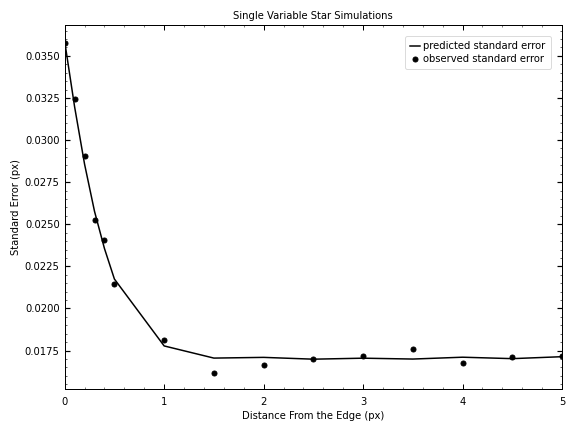 Single Variable Star Simulations
predicted standard error
observed standard error
0.0350
0.0325
0.0300
0.0275
0.0250
0.0225
0.0200
0.0175
Standard Error (px)
0 1 2 3 4 5
Distance From the Edge (px)